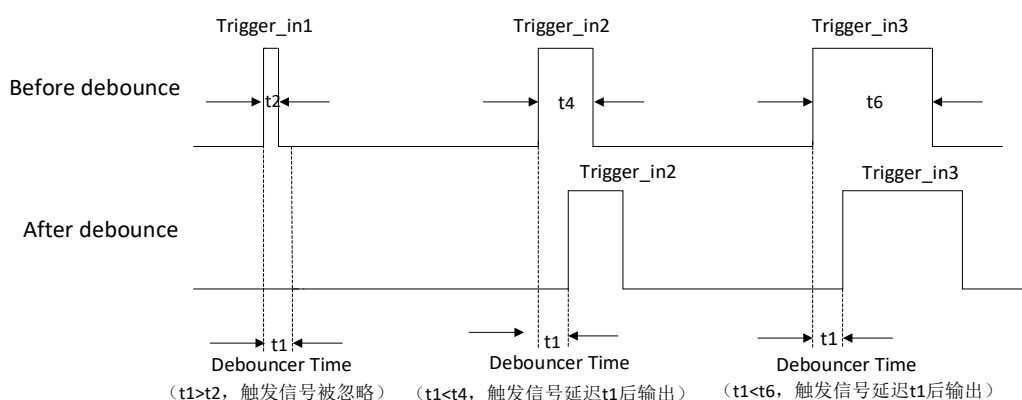 Trigger_in1 Trigger_in2 Trigger_in3
Before debounce
t2 t4 t6
Trigger_in2 Trigger_in3
After debounce
t1 t1 t1
Debouncer Time Debouncer Time Debouncer Time
（t1>t2，触发信号被忽略） （t1<t4，触发信号延迟t1后输出） （t1<t6，触发信号延迟t1后输出）